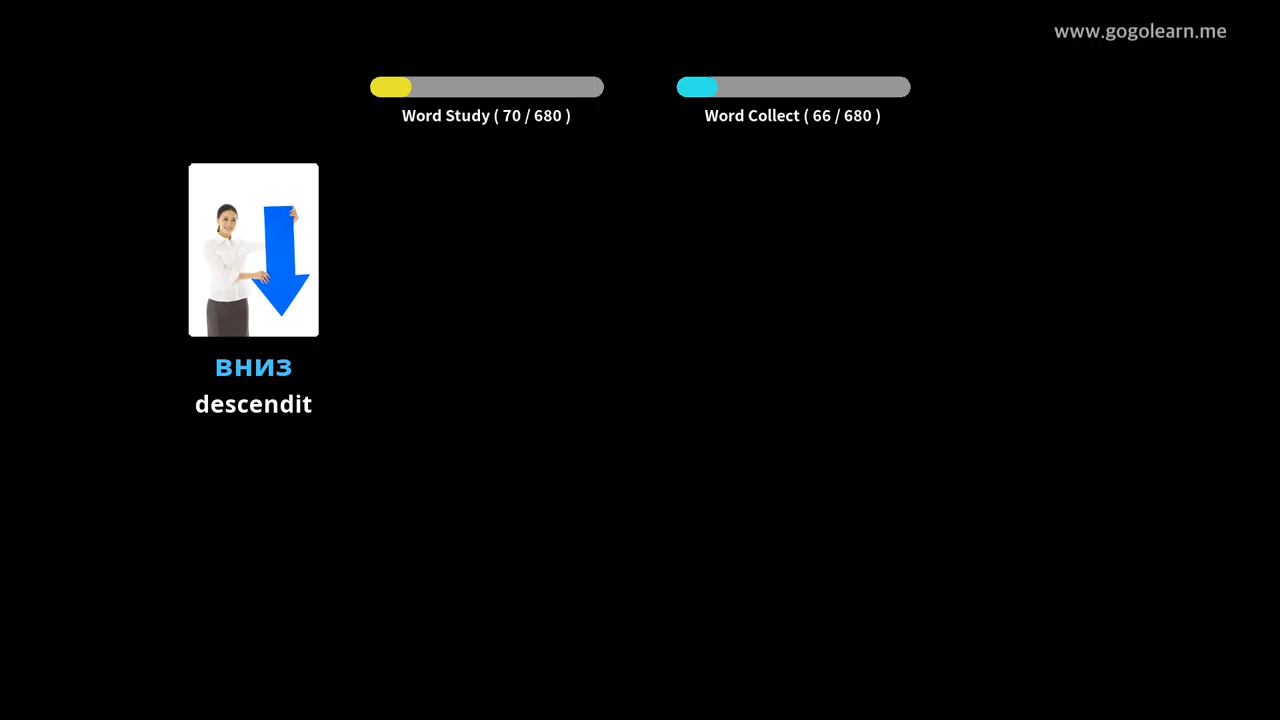 www.gogolearn.me
Word Study ( 70 / 680 )
Word Collect ( 66 / 680 )
вниз
descendit